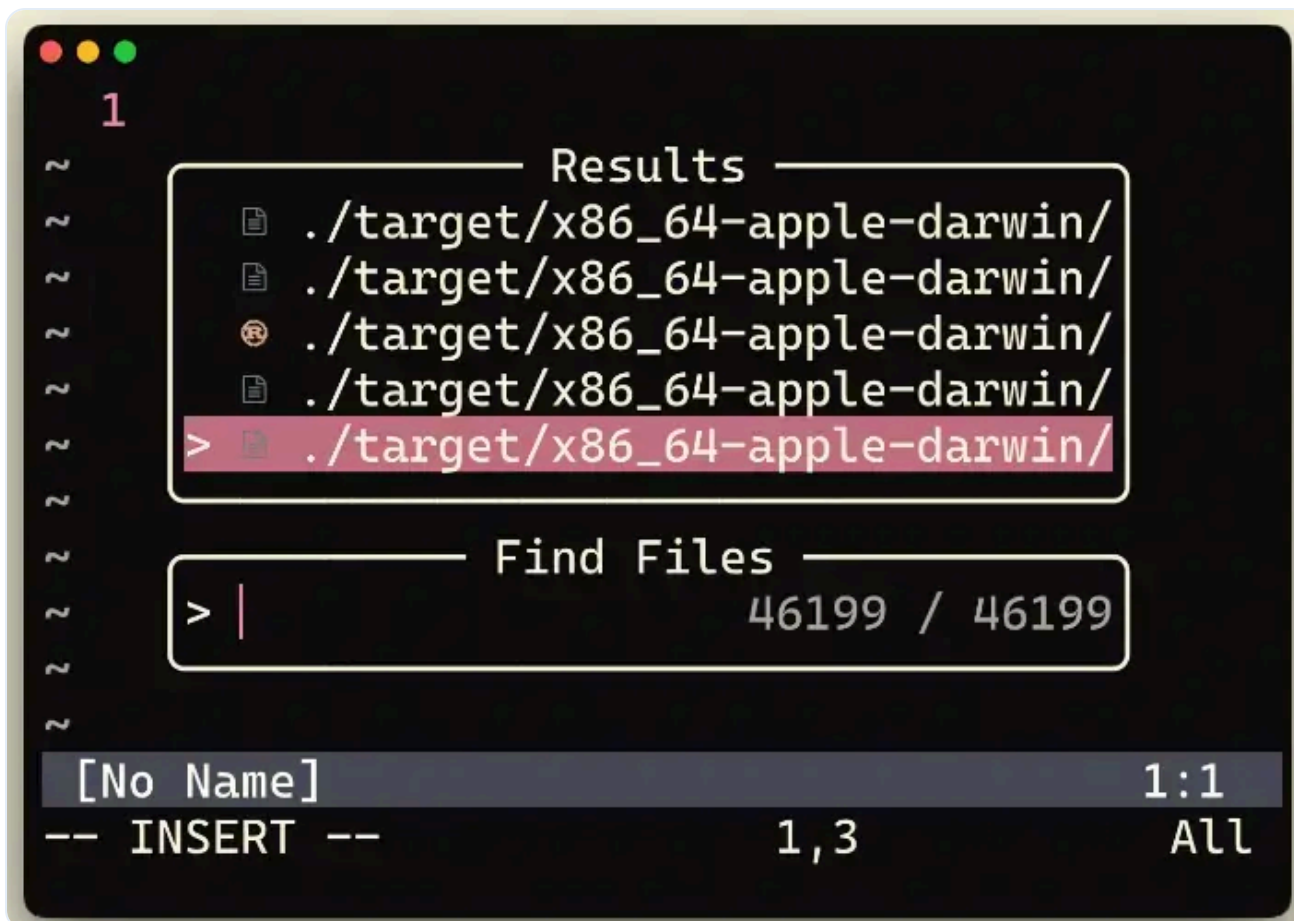 1
~ Results
~ ./target/x86_64-apple-darwin/
~ ./target/x86_64-apple-darwin/
~ ./target/x86_64-apple-darwin/
~ ./target/x86_64-apple-darwin/
~ > ./target/x86_64-apple-darwin/
~
~ Find Files
~ > 46199 / 46199
~
~
[No Name] 1:1
-- INSERT -- 1,3 All